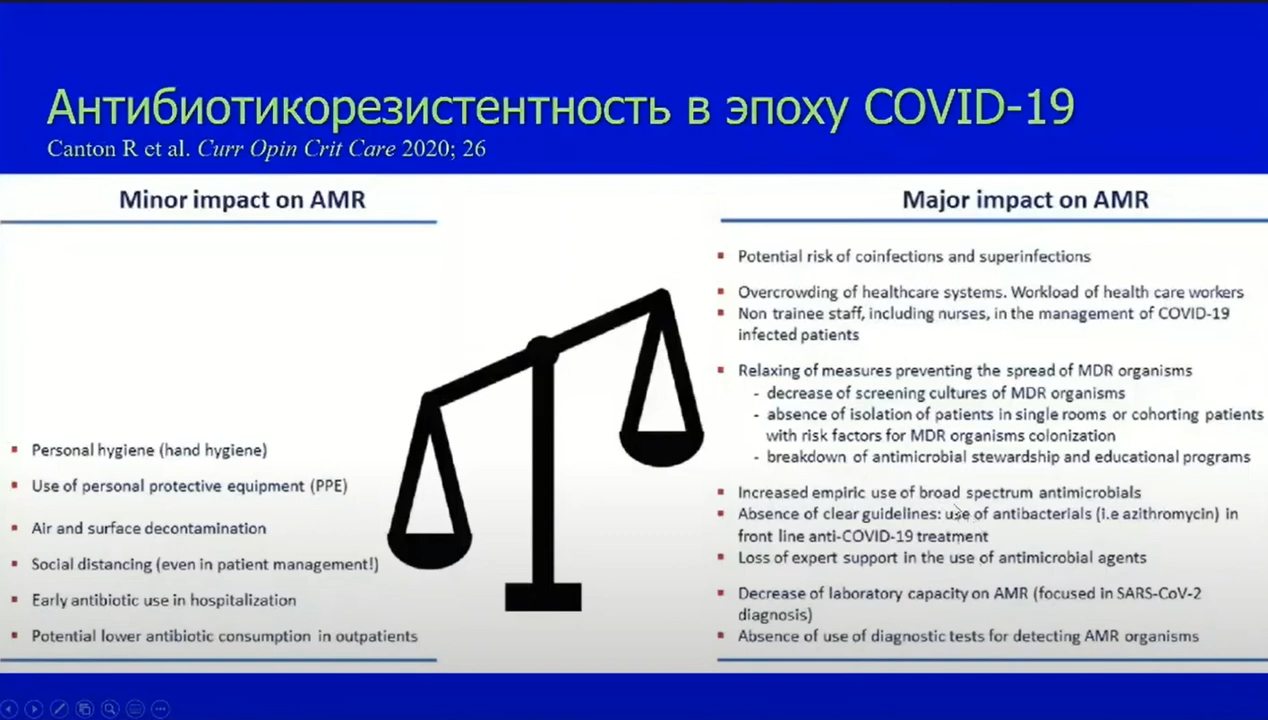 Антибиотикорезистентность в эпоху COVID-19
Canton R et al. Curr Opin Crit Care 2020; 26
Minor impact on AMR
Personal hygiene (hand hygiene)
Use of personal protective equipment (PPE)
Air and surface decontamination
Social distancing (even in patient management!)
Early antibiotic use in hospitalization
Potential lower antibiotic consumption in outpatients
Major impact on AMR
Potential risk of coinfections and superinfections
Overcrowding of healthcare systems. Workload of health care workers
Non trainee staff, including nurses, in the management of COVID-19
infected patients
Relaxing of measures preventing the spread of MDR organisms
- decrease of screening cultures of MDR organisms
- absence of isolation of patients in single rooms or cohorting patients
with risk factors for MDR organisms colonization
- breakdown of antimicrobial stewardship and educational programs
Increased empiric use of broad spectrum antimicrobials
Absence of clear guidelines: use of antibacterials (i.e azithromycin) in
front line anti-COVID-19 treatment
Loss of expert support in the use of antimicrobial agents
Decrease of laboratory capacity on AMR (focused in SARS-CoV-2
diagnosis)
Absence of use of diagnostic tests for detecting AMR organisms